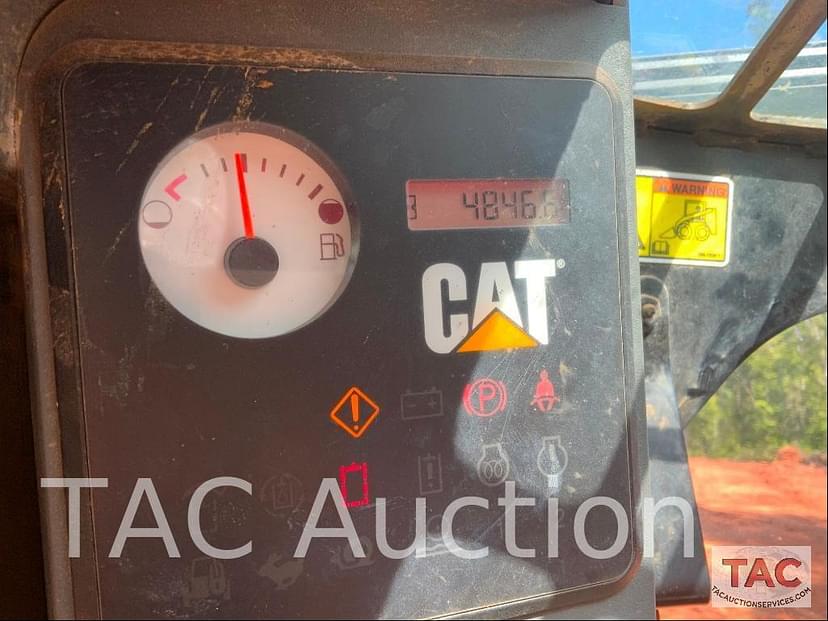 4846.6
WARNING
CAT®
P
TAC Auction
TAC
TACAUCTIONSERVICES.COM